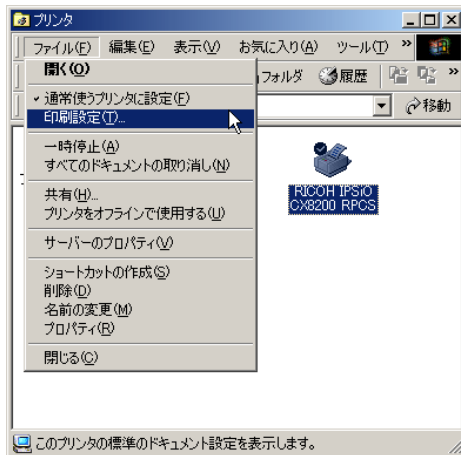 プリンタ
ファイル(F) 編集(E) 表示(V) お気に入り(A) ツール(T) »
開く(O)
フォルダ 履歴 »
通常使うプリンタに設定(F)
移動
印刷設定(T)...
一時停止(A)
すべてのドキュメントの取り消し(N)
共有(H)...
プリンタをオフラインで使用する(U)
サーバーのプロパティ(V)
ショートカットの作成(S)
削除(D)
名前の変更(M)
プロパティ(R)
閉じる(C)
RICOH IPSiO
CX8200 RPCS
このプリンタの標準のドキュメント設定を表示します。